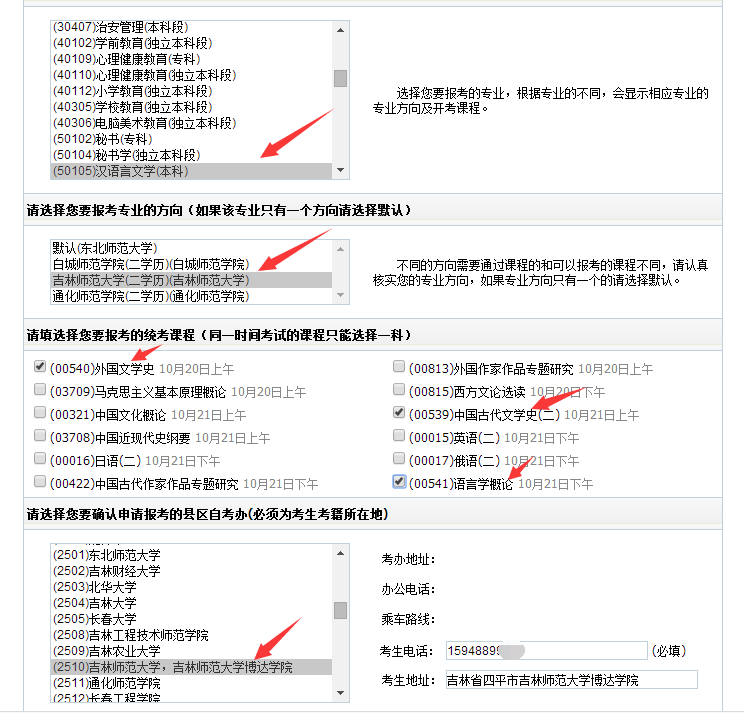 (30407)治安管理(本科段)
(40102)学前教育(独立本科段)
(40109)心理健康教育(专科)
(40110)心理健康教育(独立本科段)
(40112)小学教育(独立本科段)
(40305)学校教育(独立本科段)
(40306)电脑美术教育(独立本科段)
(50102)秘书(专科)
(50104)秘书学(独立本科段)
(50105)汉语言文学(本科)
选择您要报考的专业，根据专业的不同，会显示相应专业的
专业方向及开考课程。
请选择您要报考专业的方向（如果该专业只有一个方向请选择默认）
默认(东北师范大学)
白城师范学院(二学历)(白城师范学院)
吉林师范大学(二学历)(吉林师范大学)
通化师范学院(二学历)(通化师范学院)
不同的方向需要通过课程的和可以报考的课程不同，请认真
核实您的专业方向，如果专业方向只有一个的请选择默认。
请填选择您要报考的统考课程（同一时间考试的课程只能选择一科）
(00540)外国文学史 10月20日上午
(00813)外国作家作品专题研究 10月20日上午
(03709)马克思主义基本原理概论 10月20日上午
(00815)西方文论选读 10月20日下午
(00321)中国文化概论 10月21日上午
(00539)中国古代文学史(二) 10月21日上午
(03708)中国近现代史纲要 10月21日上午
(00015)英语(二) 10月21日下午
(00016)日语(二) 10月21日下午
(00017)俄语(二) 10月21日下午
(00422)中国古代作家作品专题研究 10月21日下午
(00541)语言学概论 10月21日下午
请选择您要确认申请报考的县区自考办(必须为考生考籍所在地)
(2501)东北师范大学
(2502)吉林财经大学
(2503)北华大学
(2504)吉林大学
(2505)长春大学
(2508)吉林工程技术师范学院
(2509)吉林农业大学
(2510)吉林师范大学，吉林师范大学博达学院
(2511)通化师范学院
(2512)长春工程学院
考办地址：
办公电话：
乘车路线：
考生电话： 1594889 (必填)
考生地址： 吉林省四平市吉林师范大学博达学院